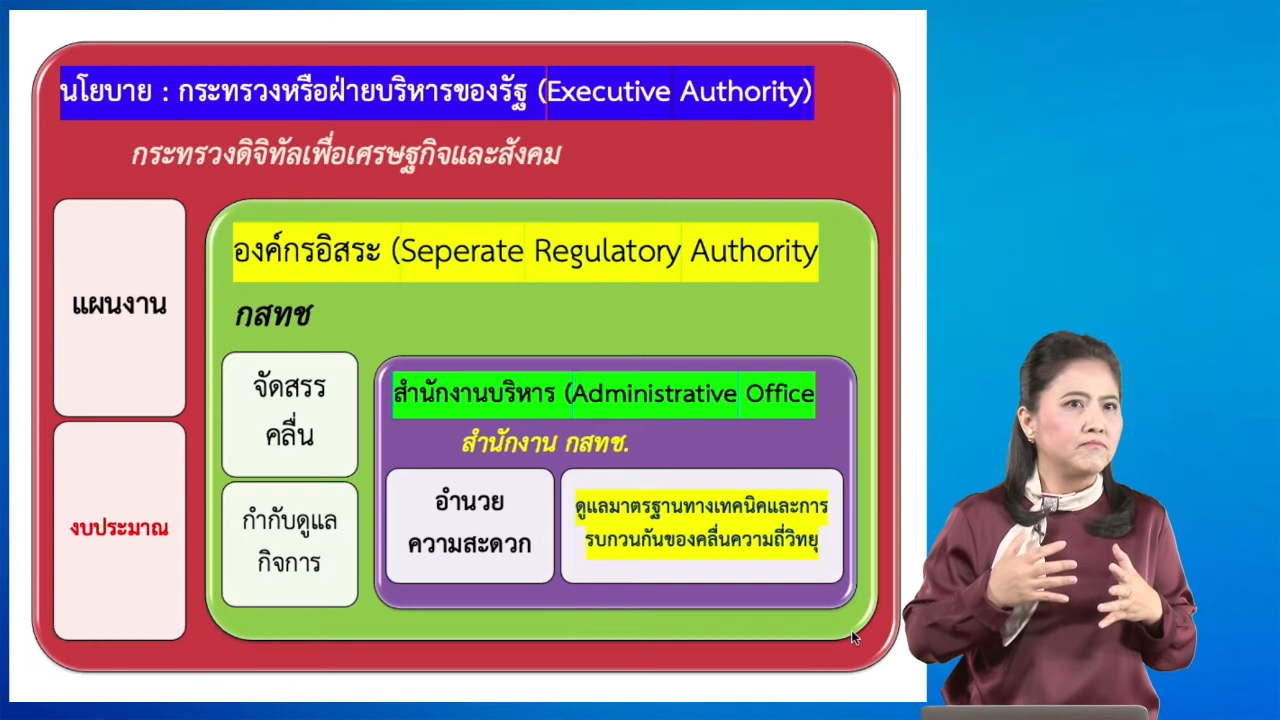 นโยบาย : กระทรวงหรือฝ่ายบริหารของรัฐ (Executive Authority)
กระทรวงดิจิทัลเพื่อเศรษฐกิจและสังคม
แผนงาน
งบประมาณ
องค์กรอิสระ (Seperate Regulatory Authority
กสทช
จัดสรร
คลื่น
กำกับดูแล
กิจการ
สำนักงานบริหาร (Administrative Office
สำนักงาน กสทช.
อำนวย
ความสะดวก
ดูแลมาตรฐานทางเทคนิคและการ
รบกวนกันของคลื่นความถี่วิทยุ